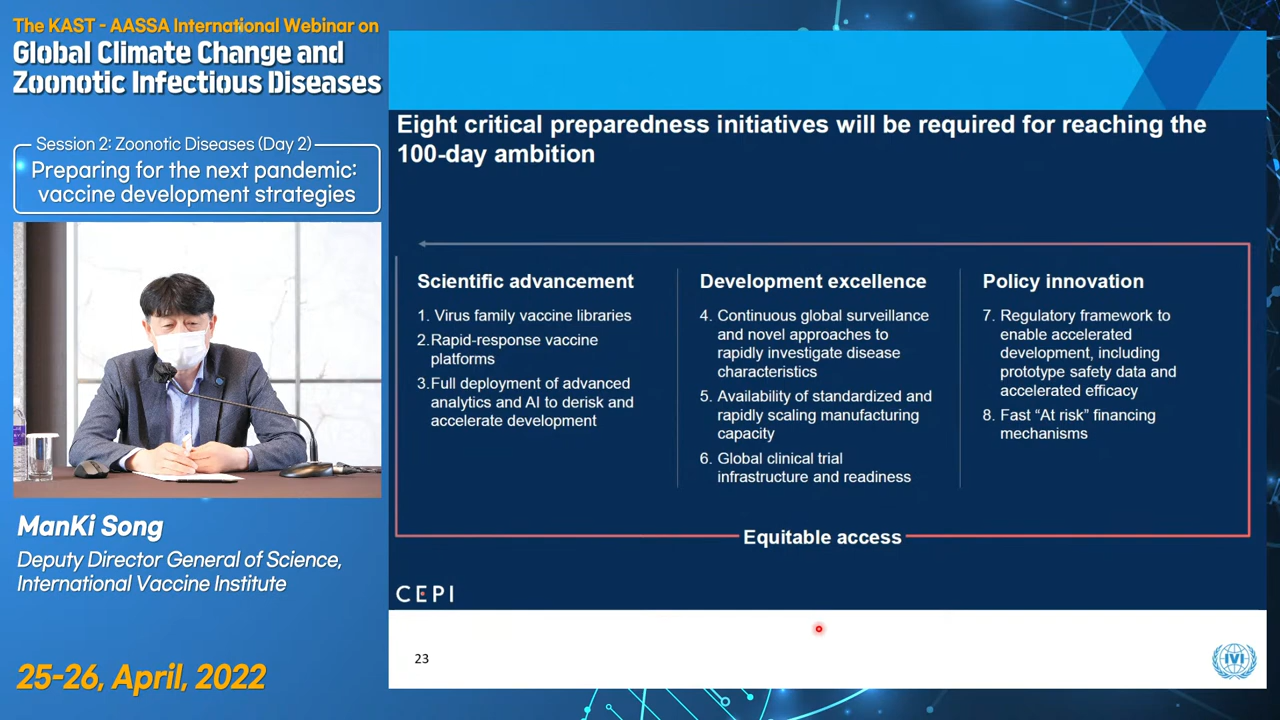 The KAST - AASSA International Webinar on
Global Climate Change and
Zoonotic Infectious Diseases
Session 2: Zoonotic Diseases (Day 2)
Preparing for the next pandemic:
vaccine development strategies
ManKi Song
Deputy Director General of Science,
International Vaccine Institute
25-26, April, 2022
Eight critical preparedness initiatives will be required for reaching the
100-day ambition
Scientific advancement
1. Virus family vaccine libraries
2.Rapid-response vaccine
platforms
3.Full deployment of advanced
analytics and AI to derisk and
accelerate development
Development excellence
4. Continuous global surveillance
and novel approaches to
rapidly investigate disease
characteristics
5. Availability of standardized and
rapidly scaling manufacturing
capacity
6. Global clinical trial
infrastructure and readiness
Policy innovation
7. Regulatory framework to
enable accelerated
development, including
prototype safety data and
accelerated efficacy
8. Fast “At risk” financing
mechanisms
Equitable access
CEPI
23
IVI